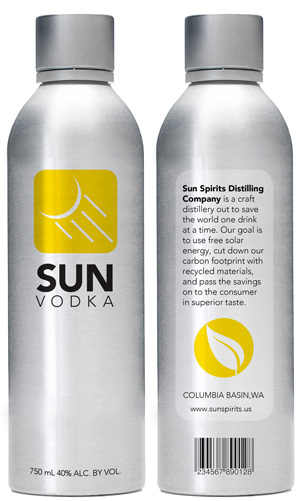 SUN
VODKA
750 mL 40% ALC. BY VOL.
Sun Spirits Distilling
Company is a craft
distillery out to save
the world one drink
at a time. Our goal is
to use free solar
energy, cut down our
carbon footprint with
recycled materials,
and pass the savings
on to the consumer
in superior taste.
COLUMBIA BASIN,WA
www.sunspirits.us
234567 890128